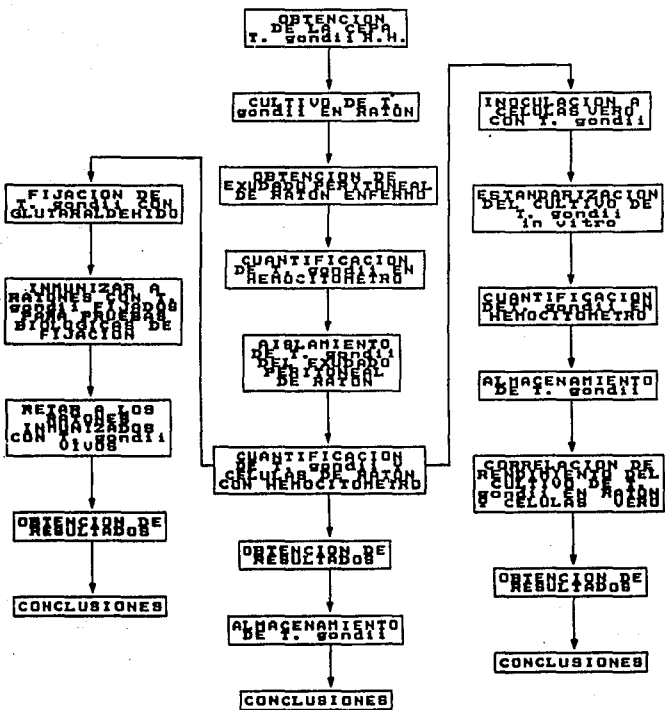 OBTENCION
DE LA CEPA
T. gondii R.H.
CULTIVO DE T.
gondii EN RATON
OBTENCION DE
EXUDADO PERITONEAL
DE RATON ENFERMO
CUANTIFICACION
DE T. gondii EN
HEMOCITOMETRO
AISLAMIENTO
DE T. gondii
DEL EXUDADO
PERITONEAL
DE RATON
CUANTIFICACION
DE T. gondii Y
CELULAS DE RATON
CON HEMOCITOMETRO
OBTENCION DE
RESULTADOS
ALMACENAMIENTO
DE T. gondii
CONCLUSIONES
FIJACION DE
T. gondii CON
GLUTARALDEHIDO
INMUNIZAR A
RATONES CON T.
gondii FIJADOS
PARA PRUEBAS
BIOLOGICAS DE
FIJACION
RETAR A LOS
RATONES
INMUNIZADOS
CON T. gondii
VIVOS
OBTENCION DE
RESULTADOS
CONCLUSIONES
INOCULACION A
CELULAS VERO
CON T. gondii
ESTANDARIZACION
DEL CULTIVO DE
T. gondii
in vitro
CUANTIFICACION
DE T. gondii EN
HEMOCITOMETRO
ALMACENAMIENTO
DE T. gondii
CORRELACION DE
RENDIMIENTO DEL
CULTIVO DE T.
gondii EN RATON
Y CELULAS VERO
OBTENCION DE
RESULTADOS
CONCLUSIONES